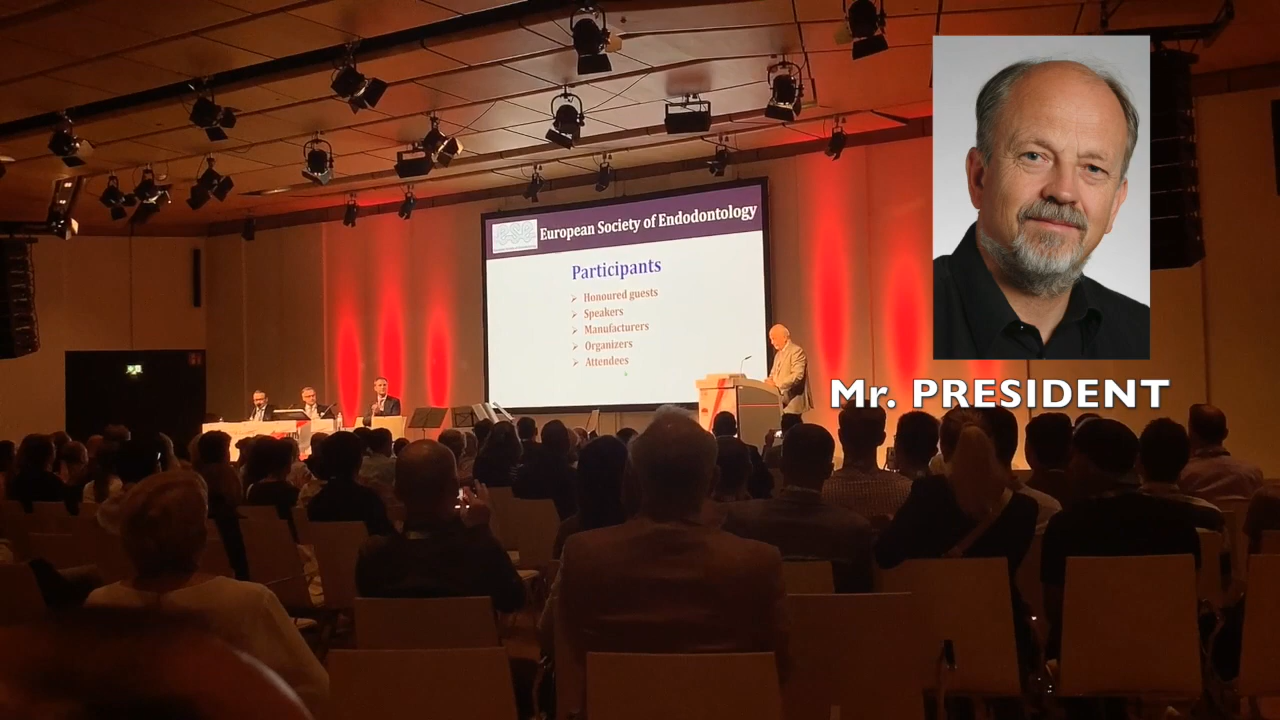 European Society of Endodontology
Participants
➢ Honoured guests
➢ Speakers
➢ Manufacturers
➢ Organizers
➢ Attendees
Mr. PRESIDENT